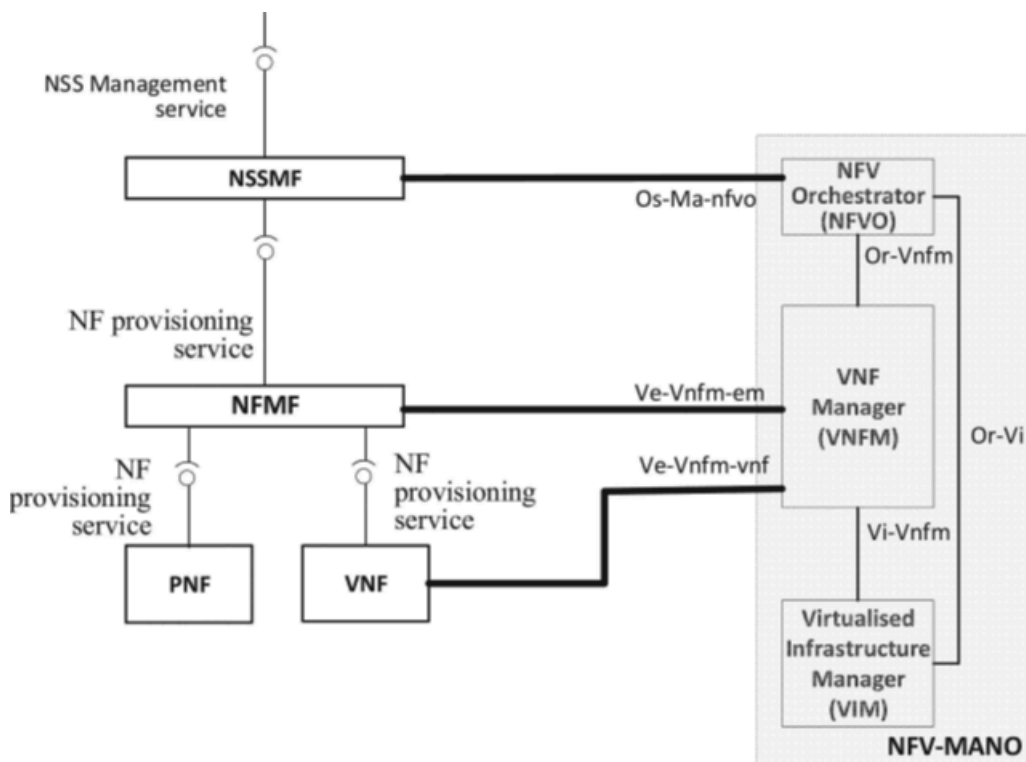 NSS Management
service
NSSMF
Os-Ma-nfvo
NFV
Orchestrator
(NFVO)
Or-Vnfm
NF provisioning
service
NFMF
Ve-Vnfm-em
VNF
Manager
(VNFM)
Or-Vi
Ve-Vnfm-vnf
NF
provisioning
service
NF
provisioning
service
Vi-Vnfm
PNF
VNF
Virtualised
Infrastructure
Manager
(VIM)
NFV-MANO